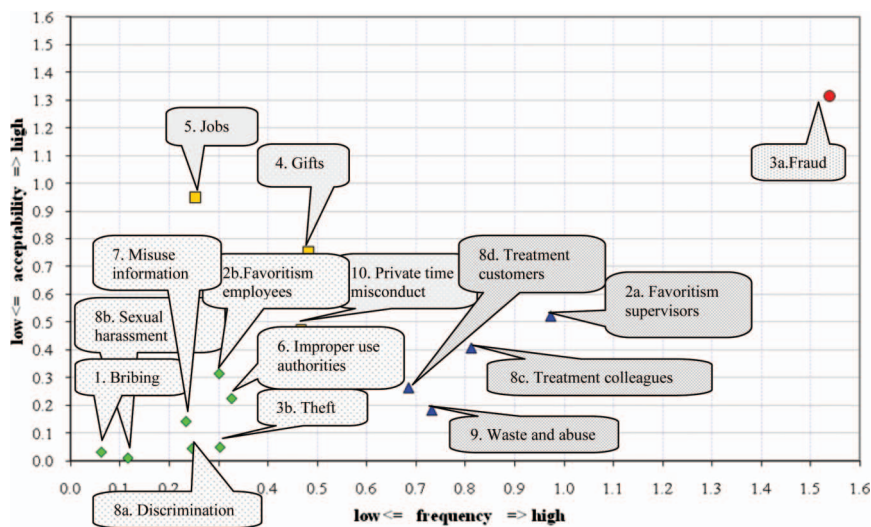 1.6
1.5
1.4
1.3
1.2
1.1
1.0
0.9
0.8
0.7
0.6
0.5
0.4
0.3
0.2
0.1
0.0
low<= acceptability => high
5. Jobs
4. Gifts
3a.Fraud
7. Misuse
information
2b.Favoritism
employees
10. Private time
misconduct
8d. Treatment
customers
2a. Favoritism
supervisors
8b. Sexual
harassment
1. Bribing
6. Improper use
authorities
8c. Treatment colleagues
3b. Theft
9. Waste and abuse
8a. Discrimination
0.0 0.1 0.2 0.5 0.6 0.7 0.8 0.9 1.0 1.1 1.2 1.3 1.4 1.5 1.6
low<= frequency => high